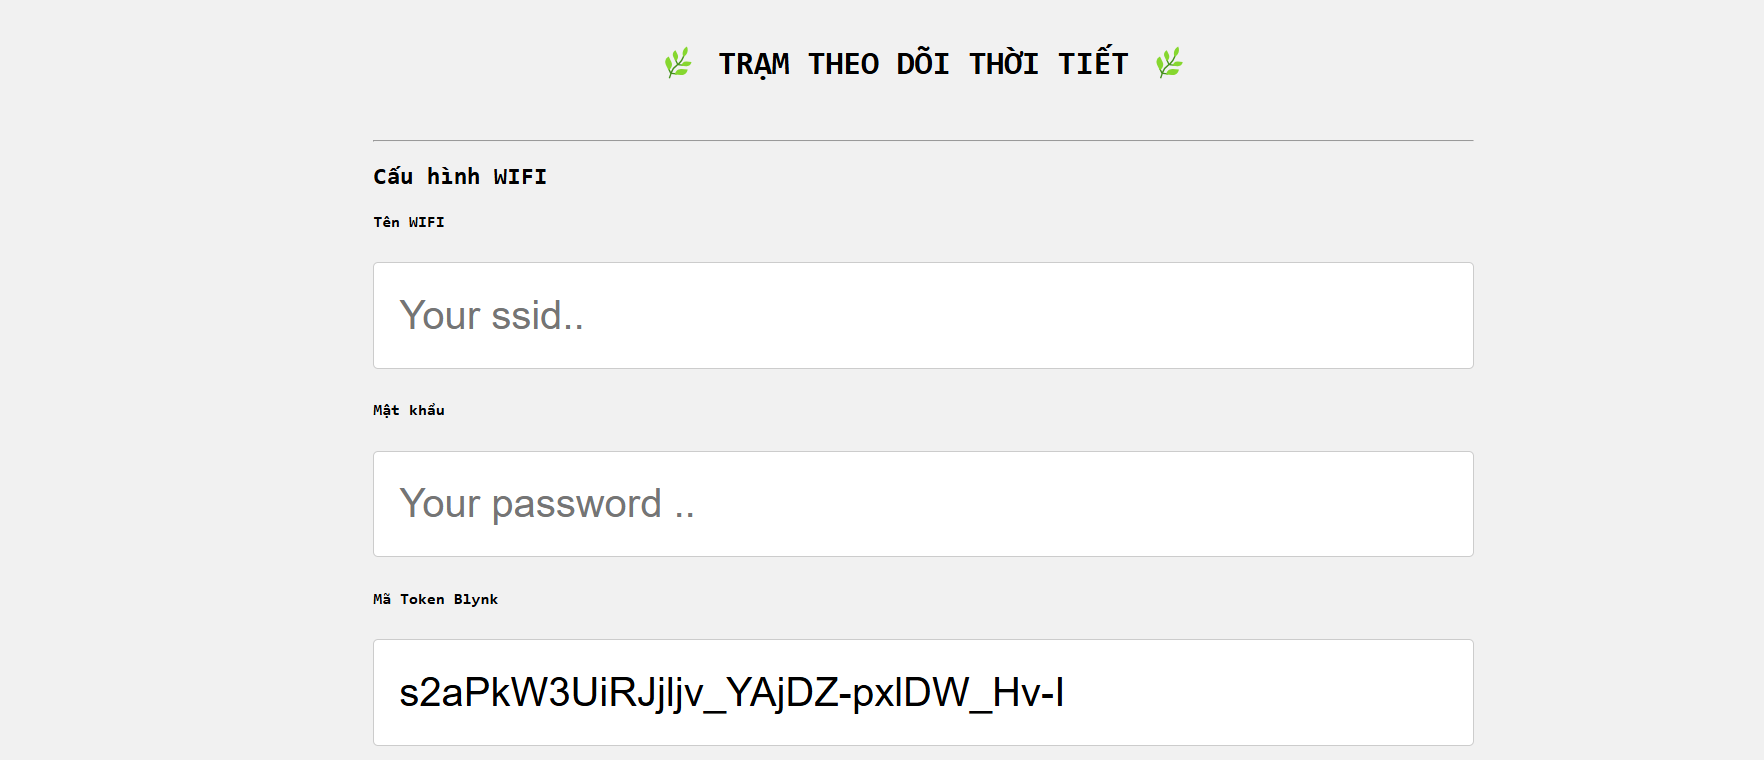 🌿 TRẠM THEO DÕI THỜI TIẾT 🌿
Cấu hình WIFI
Tên WIFI
Your ssid..
Mật khẩu
Your password ..
Mã Token Blynk
s2aPkW3UiRJjljv_YAjDZ-pxlDW_Hv-I